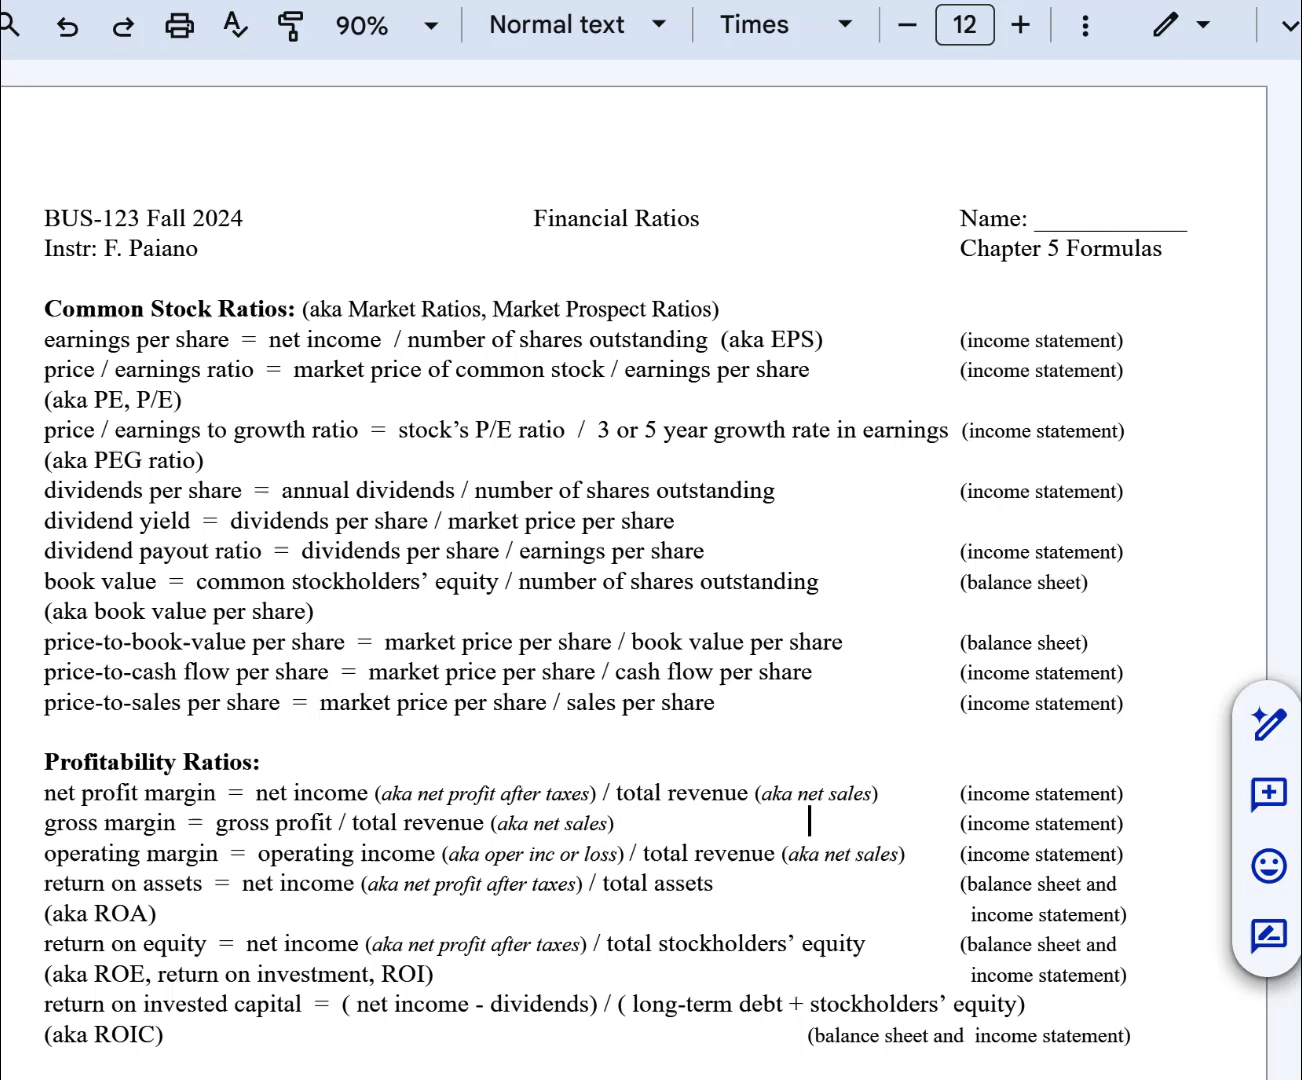 90% Normal text Times 12
BUS-123 Fall 2024 Financial Ratios Name: ____________
Instr: F. Paiano Chapter 5 Formulas
Common Stock Ratios: (aka Market Ratios, Market Prospect Ratios)
earnings per share = net income / number of shares outstanding (aka EPS) (income statement)
price / earnings ratio = market price of common stock / earnings per share (income statement)
(aka PE, P/E)
price / earnings to growth ratio = stock’s P/E ratio / 3 or 5 year growth rate in earnings (income statement)
(aka PEG ratio)
dividends per share = annual dividends / number of shares outstanding (income statement)
dividend yield = dividends per share / market price per share
dividend payout ratio = dividends per share / earnings per share (income statement)
book value = common stockholders’ equity / number of shares outstanding (balance sheet)
(aka book value per share)
price-to-book-value per share = market price per share / book value per share (balance sheet)
price-to-cash flow per share = market price per share / cash flow per share (income statement)
price-to-sales per share = market price per share / sales per share (income statement)
Profitability Ratios:
net profit margin = net income (aka net profit after taxes) / total revenue (aka net sales) (income statement)
gross margin = gross profit / total revenue (aka net sales) (income statement)
operating margin = operating income (aka oper inc or loss) / total revenue (aka net sales) (income statement)
return on assets = net income (aka net profit after taxes) / total assets (balance sheet and
(aka ROA) income statement)
return on equity = net income (aka net profit after taxes) / total stockholders’ equity (balance sheet and
(aka ROE, return on investment, ROI) income statement)
return on invested capital = ( net income - dividends) / ( long-term debt + stockholders’ equity)
(aka ROIC) (balance sheet and income statement)